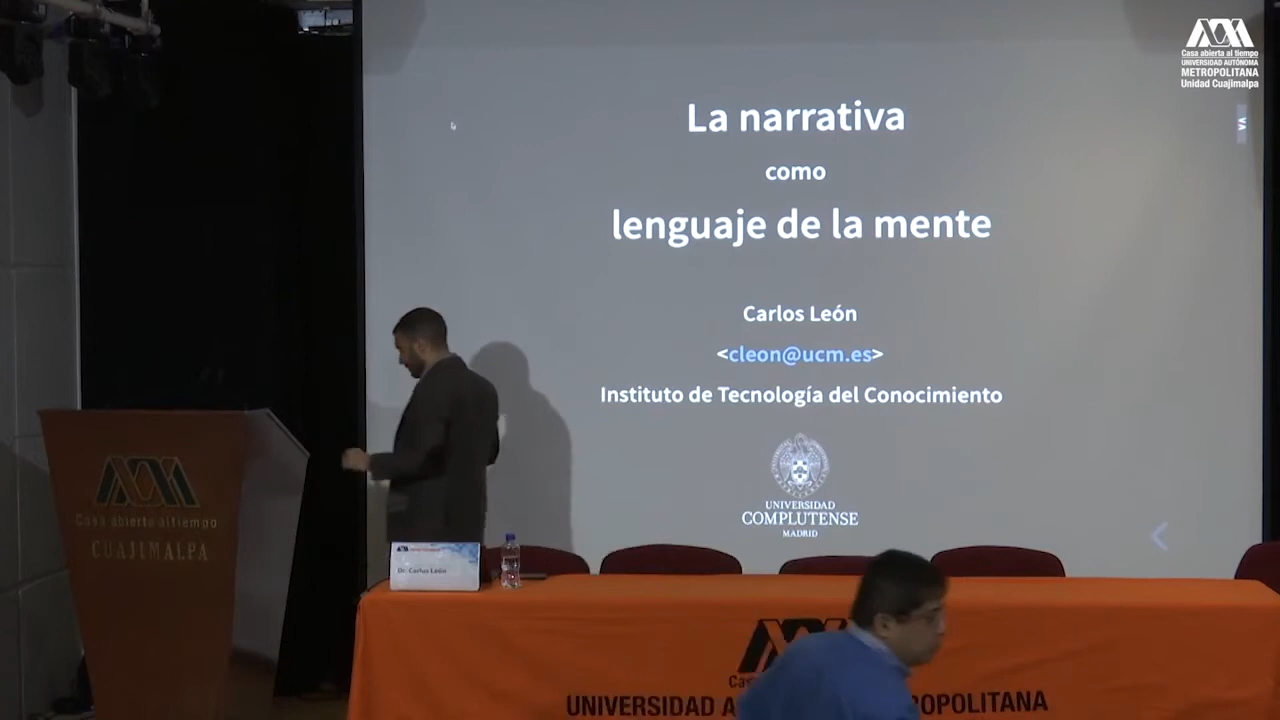 Casa abierta al tiempo
UNIVERSIDAD AUTÓNOMA
METROPOLITANA
Unidad Cuajimalpa
La narrativa
como
lenguaje de la mente
Carlos León
<cleon@ucm.es>
Instituto de Tecnología del Conocimiento
UNIVERSIDAD
COMPLUTENSE
MADRID
Casa abierta al tiempo
CUAJIMALPA
Dr. Carlos León
UNIVERSIDAD A
ROPOLITANA